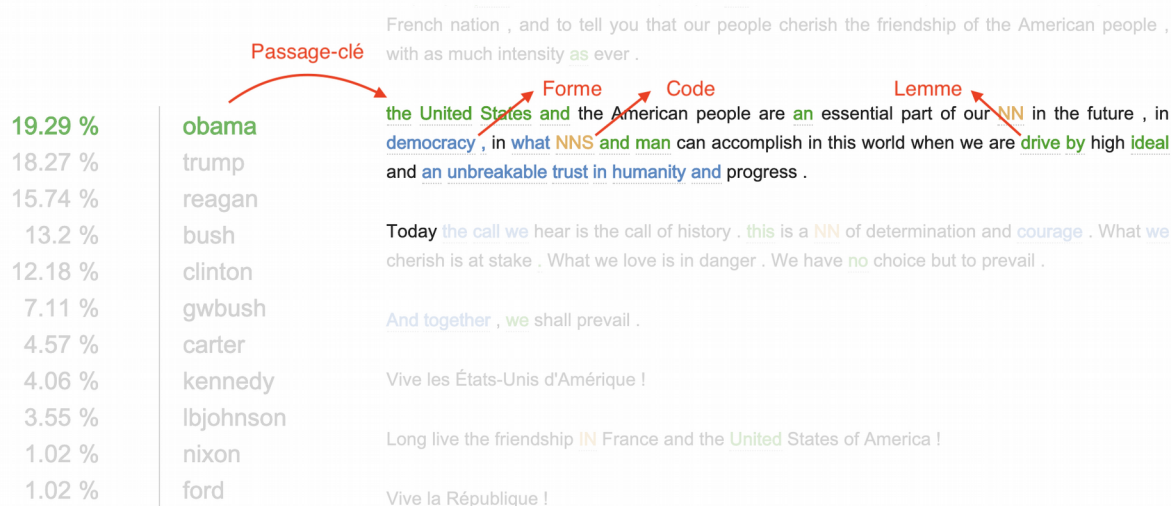 French nation , and to tell you that our people cherish the friendship of the American people ,
with as much intensity as ever .
Passage-clé
Forme
Code
Lemme
19.29 % obama
the United States and the American people are an essential part of our NN in the future , in
democracy , in what NNS and man can accomplish in this world when we are drive by high ideal
18.27 % trump
and an unbreakable trust in humanity and progress .
15.74 % reagan
13.2 % bush
Today the call we hear is the call of history . this is a NN of determination and courage . What we
cherish is at stake . What we love is in danger . We have no choice but to prevail .
12.18 % clinton
7.11 % gwbush
And together , we shall prevail .
4.57 % carter
4.06 % kennedy
Vive les États-Unis d'Amérique !
3.55 % lbjohnson
Long live the friendship IN France and the United States of America !
1.02 % nixon
1.02 % ford
Vive la République !